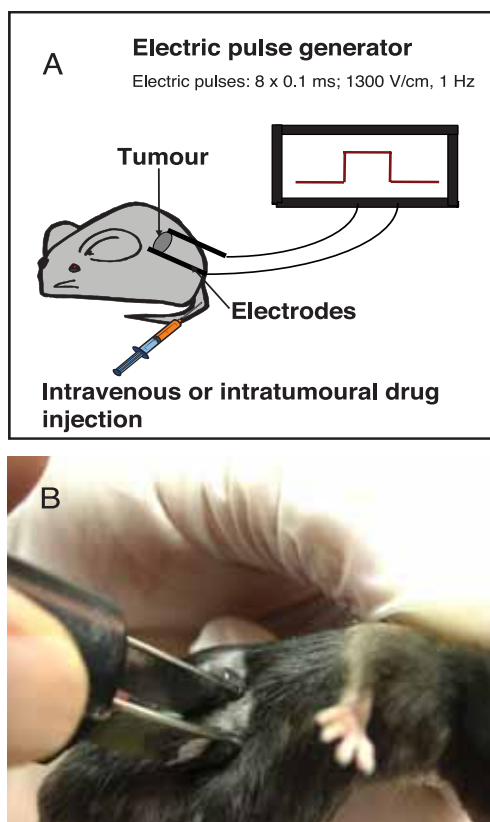 A
Electric pulse generator
Electric pulses: 8 x 0.1 ms; 1300 V/cm, 1 Hz
Tumour
Electrodes
Intravenous or intratumoural drug
injection
B